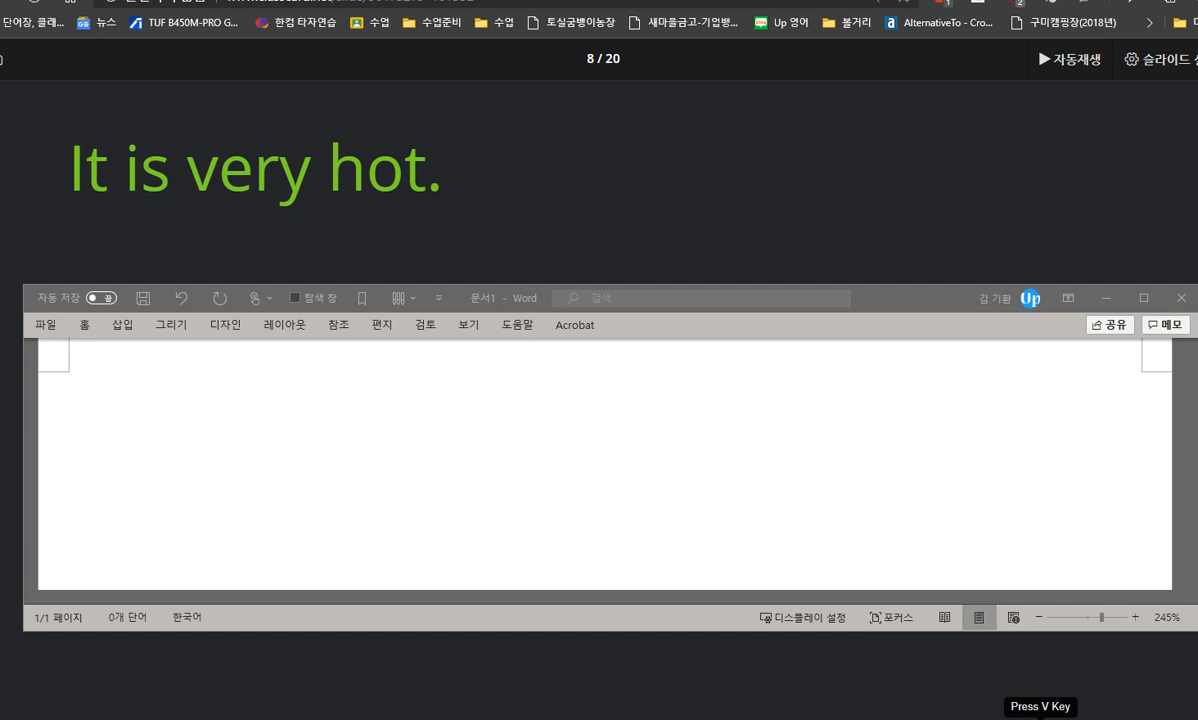 단어장, 클래... 뉴스 TUF B450M-PRO G... 한컴 타자연습 수업 수업준비 수업 토실굼벵이농장 새마을금고-기업뱅... Up 영어 볼거리 AlternativeTo - Cro... 구미캠핑장(2018년)
8 / 20 자동재생 슬라이드
It is very hot.
자동 저장 끔 탐색 창 문서1 - Word 검색 김 기환 Up
파일 홈 삽입 그리기 디자인 레이아웃 참조 편지 검토 보기 도움말 Acrobat 공유 메모
1/1 페이지 0개 단어 한국어 디스플레이 설정 포커스 245%
Press V Key